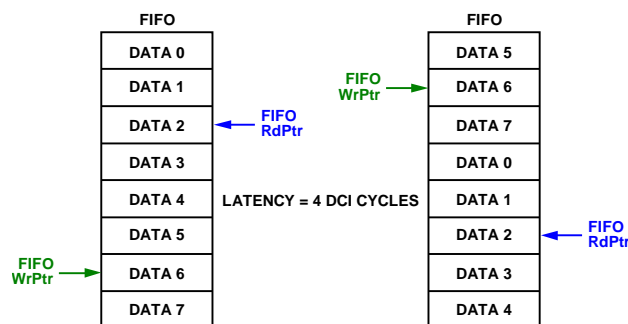 FIFO
DATA 0
DATA 1
DATA 2
DATA 3
DATA 4
DATA 5
DATA 6
DATA 7
FIFO
RdPtr
FIFO
WrPtr
LATENCY = 4 DCI CYCLES
FIFO
DATA 5
DATA 6
DATA 7
DATA 0
DATA 1
DATA 2
DATA 3
DATA 4
FIFO
WrPtr
FIFO
RdPtr